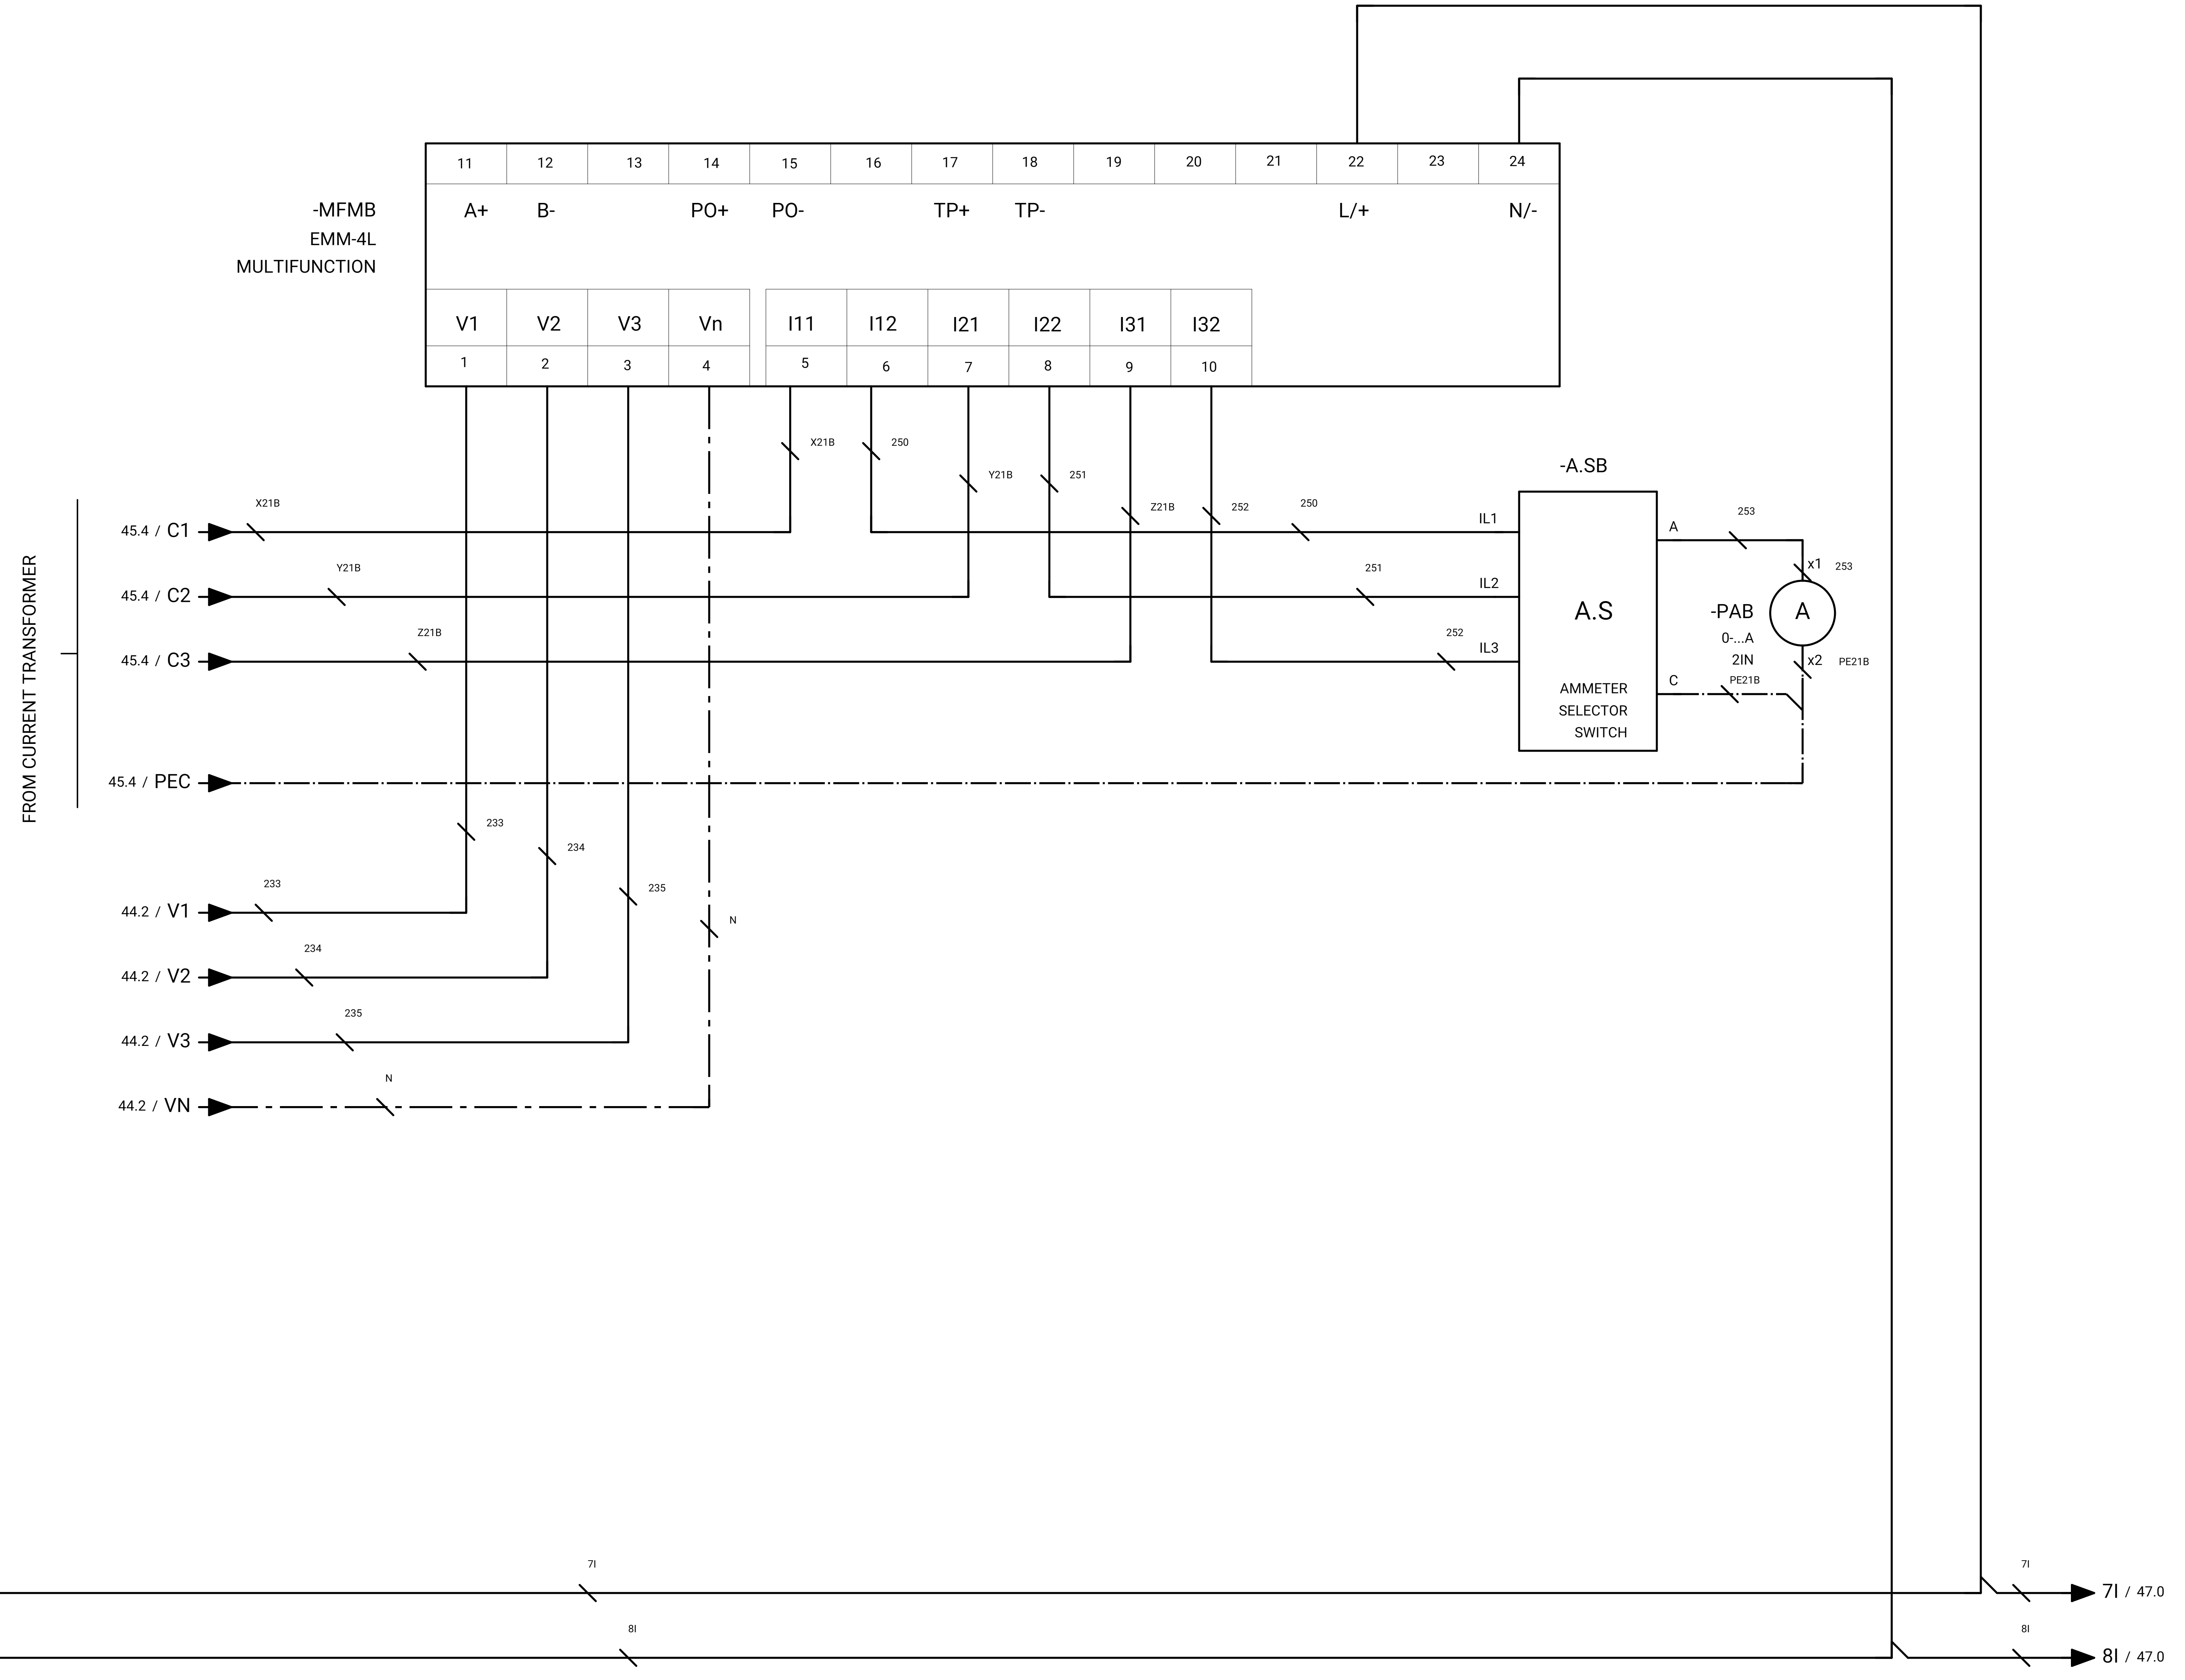 11 12 13 14 15 16 17 18 19 20 21 22 23 24
A+ B- PO+ PO- TP+ TP- L/+ N/-
-MFMB
EMM-4L
MULTIFUNCTION
V1 V2 V3 Vn I11 I12 I21 I22 I31 I32
1 2 3 4 5 6 7 8 9 10
X21B 250
Y21B 251
Z21B 252
-A.SB
FROM CURRENT TRANSFORMER
45.4 / C1 X21B 250 IL1
45.4 / C2 Y21B 251 IL2
45.4 / C3 Z21B 252 IL3
A.S
AMMETER
SELECTOR
SWITCH
A 253
x1 253
A
-PAB
0-...A
2IN
x2 PE21B
C PE21B
45.4 / PEC
233
234
235
N
44.2 / V1 233
44.2 / V2 234
44.2 / V3 235
44.2 / VN N
7I 7I 7I / 47.0
8I 8I 8I / 47.0